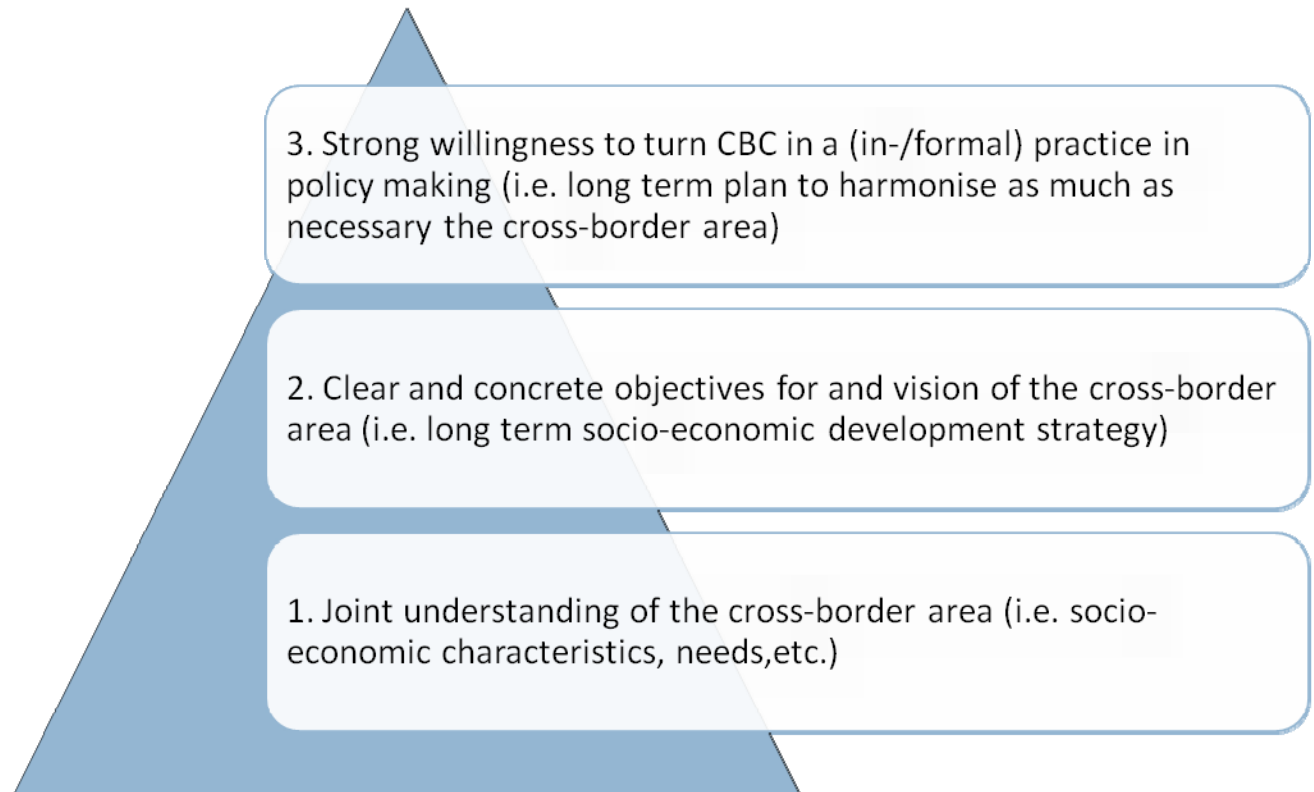 3. Strong willingness to turn CBC in a (in-/formal) practice in
policy making (i.e. long term plan to harmonise as much as
necessary the cross-border area)
2. Clear and concrete objectives for and vision of the cross-border
area (i.e. long term socio-economic development strategy)
1. Joint understanding of the cross-border area (i.e. socio-
economic characteristics, needs,etc.)